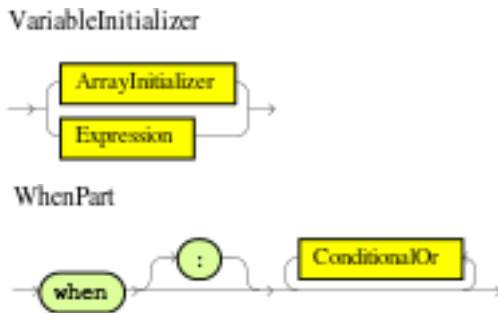 VariableInitializer
ArrayInitializer
Expression
WhenPart
:
ConditionalOr
when